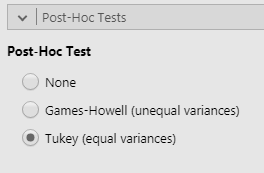 Post-Hoc Tests
Post-Hoc Test
None
Games-Howell (unequal variances)
Tukey (equal variances)